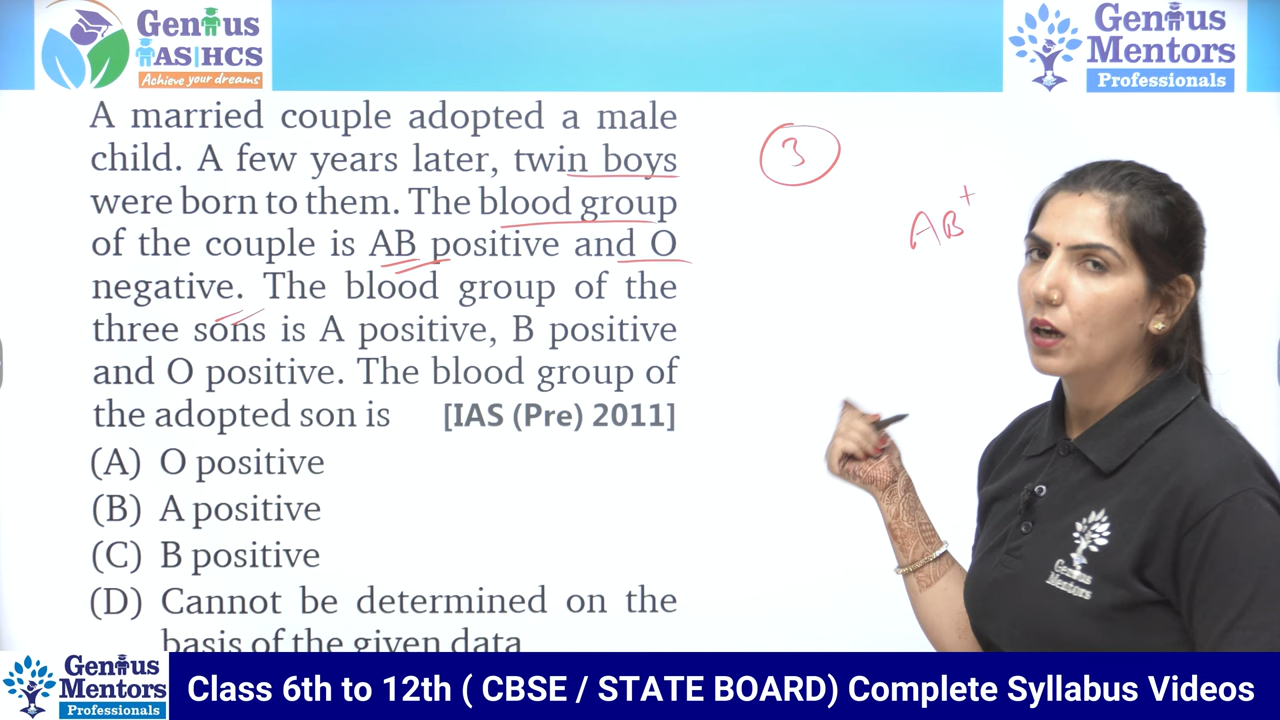 Genius
IAS|HCS
Achieve your dreams
Genius
Mentors
Professionals
A married couple adopted a male
child. A few years later, twin boys
were born to them. The blood group
of the couple is AB positive and O
negative. The blood group of the
three sons is A positive, B positive
and O positive. The blood group of
the adopted son is [IAS (Pre) 2011]
(A) O positive
(B) A positive
(C) B positive
(D) Cannot be determined on the
basis of the given data
3
AB+
Genius
Mentors
Genius
Mentors
Professionals
Class 6th to 12th ( CBSE / STATE BOARD) Complete Syllabus Videos